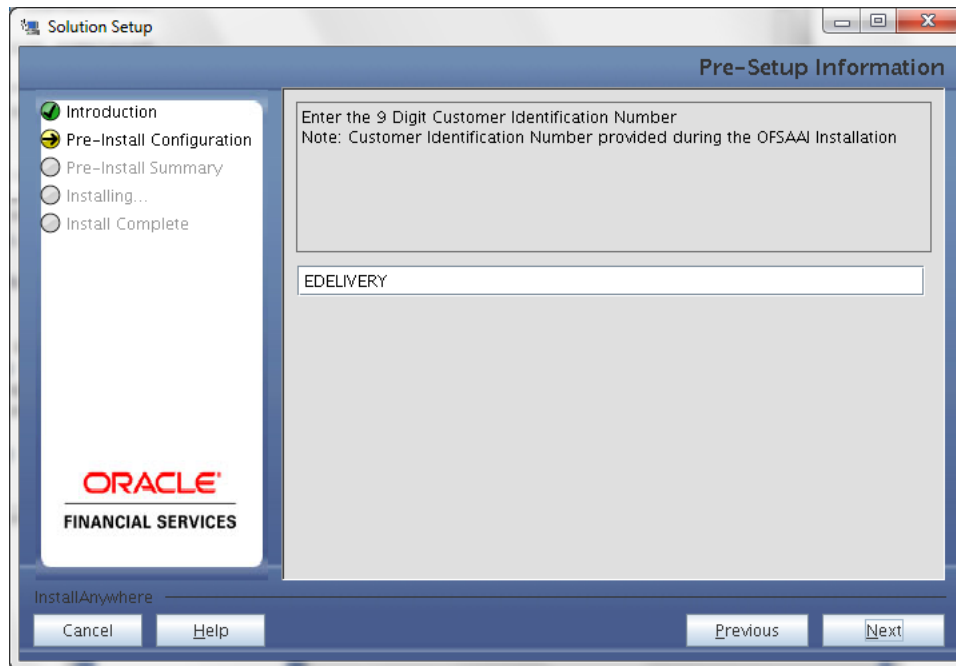 Solution Setup
Pre-Setup Information
Introduction
Pre-Install Configuration
Pre-Install Summary
Installing...
Install Complete
Enter the 9 Digit Customer Identification Number
Note: Customer Identification Number provided during the OFSAAI Installation
EDELIVERY
ORACLE
FINANCIAL SERVICES
InstallAnywhere
Cancel
Help
Previous
Next